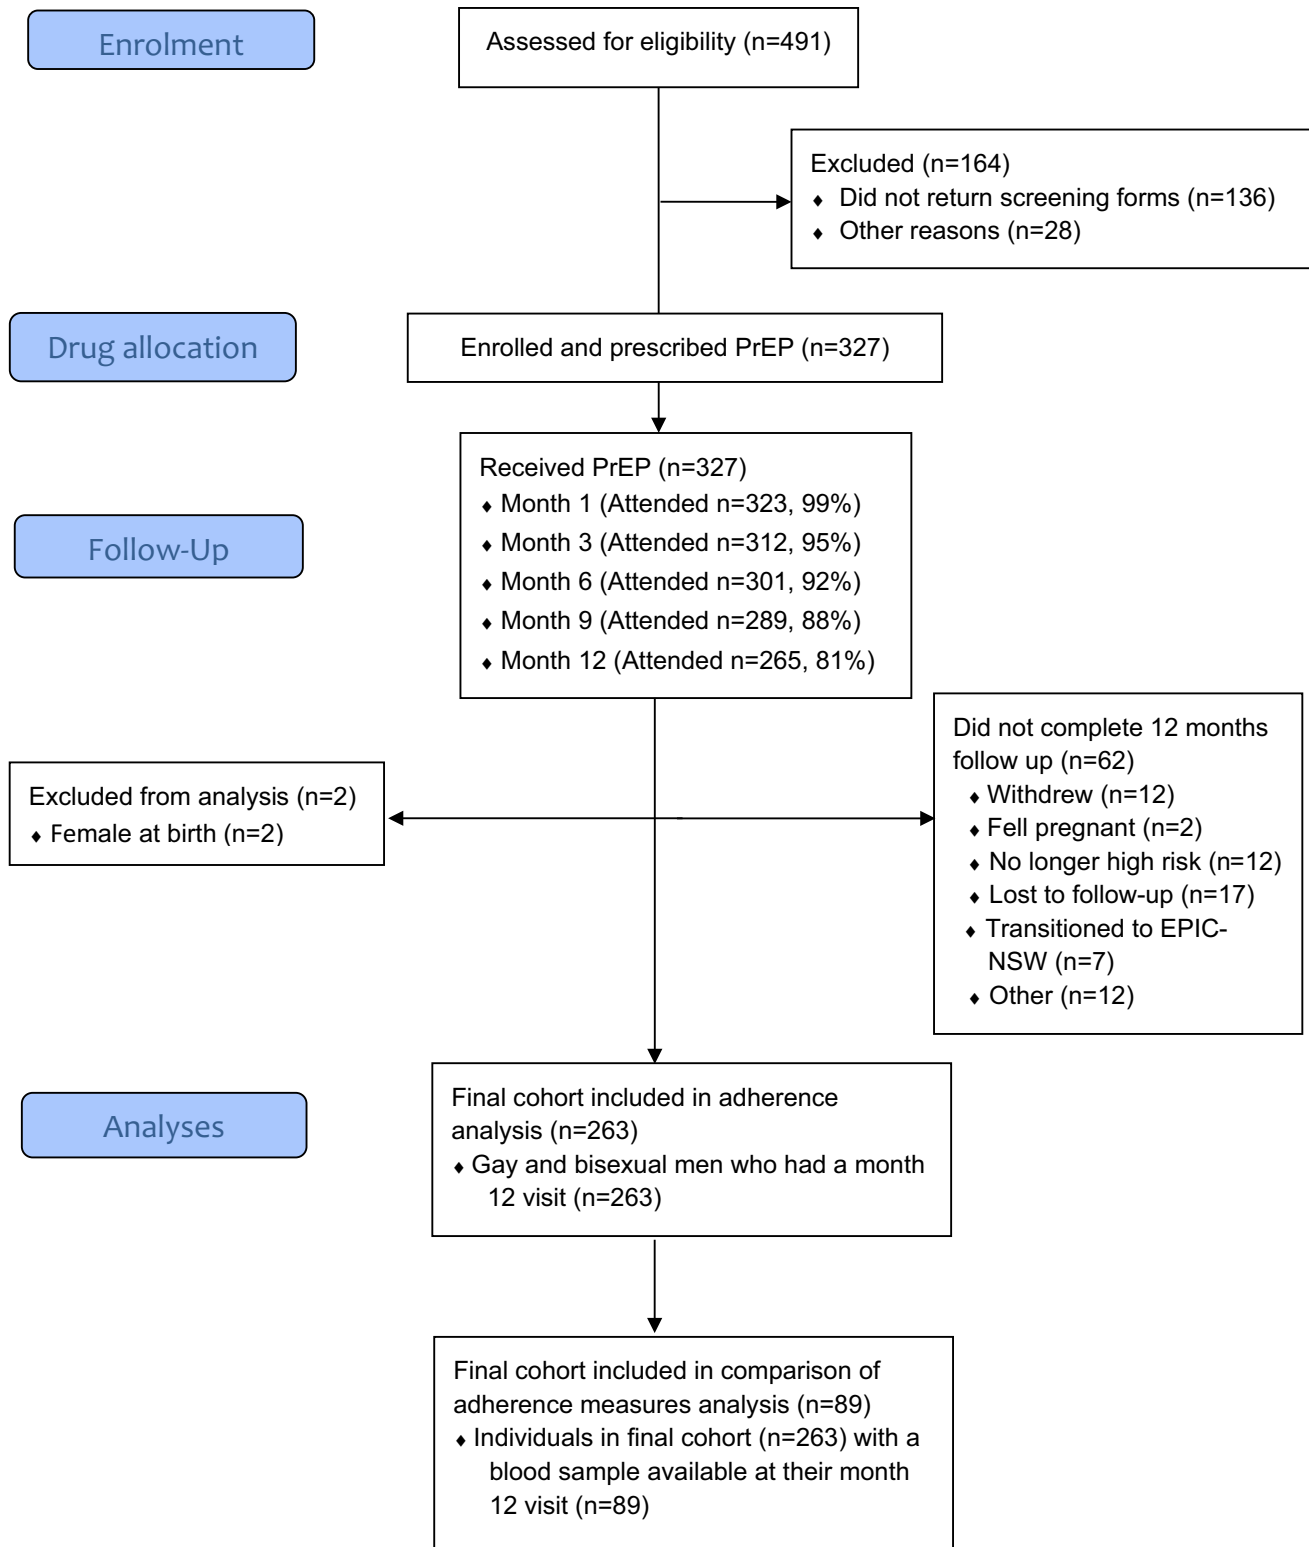 Enrolment
Assessed for eligibility (n=491)
Excluded (n=164)
♦ Did not return screening forms (n=136)
♦ Other reasons (n=28)
Drug allocation
Enrolled and prescribed PrEP (n=327)
Received PrEP (n=327)
♦ Month 1 (Attended n=323, 99%)
♦ Month 3 (Attended n=312, 95%)
♦ Month 6 (Attended n=301, 92%)
♦ Month 9 (Attended n=289, 88%)
♦ Month 12 (Attended n=265, 81%)
Follow-Up
Excluded from analysis (n=2)
♦ Female at birth (n=2)
Did not complete 12 months
follow up (n=62)
♦ Withdrew (n=12)
♦ Fell pregnant (n=2)
♦ No longer high risk (n=12)
♦ Lost to follow-up (n=17)
♦ Transitioned to EPIC-
NSW (n=7)
♦ Other (n=12)
Analyses
Final cohort included in adherence
analysis (n=263)
♦ Gay and bisexual men who had a month
12 visit (n=263)
Final cohort included in comparison of
adherence measures analysis (n=89)
♦ Individuals in final cohort (n=263) with a
blood sample available at their month
12 visit (n=89)